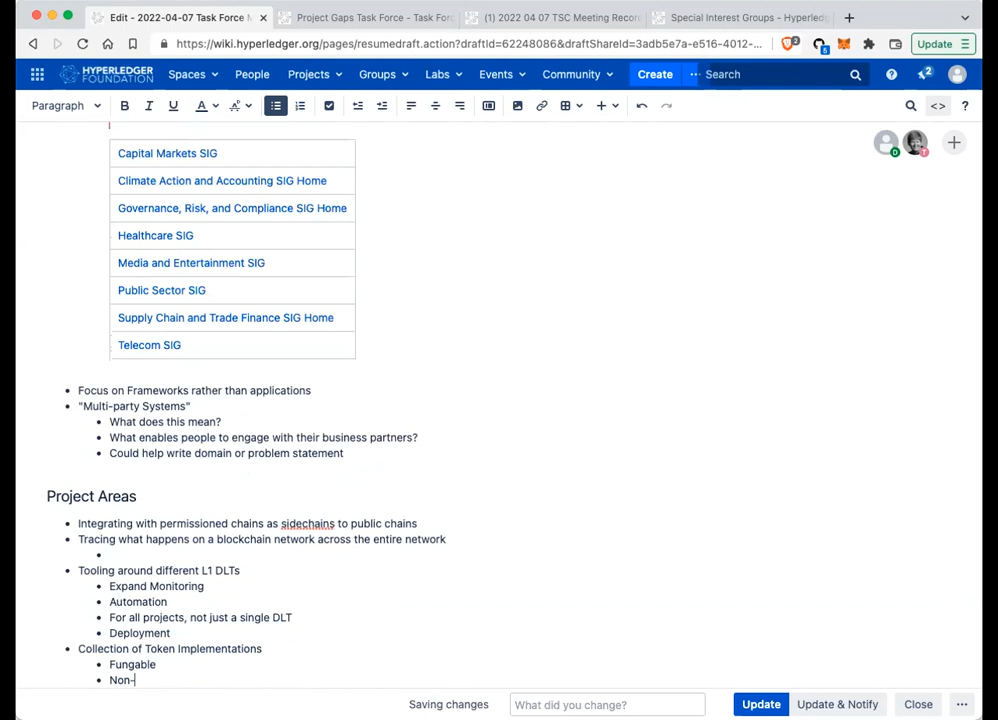 Edit - 2022-04-07 Task Force M
Project Gaps Task Force - Task Forc
(1) 2022 04 07 TSC Meeting Record
Special Interest Groups - Hyperledg
https://wiki.hyperledger.org/pages/resumedraft.action?draftId=62248086&draftShareId=3adb5e7a-e516-4012-...
2
5
Update
HYPERLEDGER FOUNDATION
Spaces
People
Projects
Groups
Labs
Events
Community
Create
Search
2
Paragraph
B I U A
Capital Markets SIG
Climate Action and Accounting SIG Home
Governance, Risk, and Compliance SIG Home
Healthcare SIG
Media and Entertainment SIG
Public Sector SIG
Supply Chain and Trade Finance SIG Home
Telecom SIG
D
T
• Focus on Frameworks rather than applications
• "Multi-party Systems"
• What does this mean?
• What enables people to engage with their business partners?
• Could help write domain or problem statement
Project Areas
• Integrating with permissioned chains as sidechains to public chains
• Tracing what happens on a blockchain network across the entire network
•
• Tooling around different L1 DLTs
• Expand Monitoring
• Automation
• For all projects, not just a single DLT
• Deployment
• Collection of Token Implementations
• Fungable
• Non-
Saving changes
What did you change?
Update
Update & Notify
Close